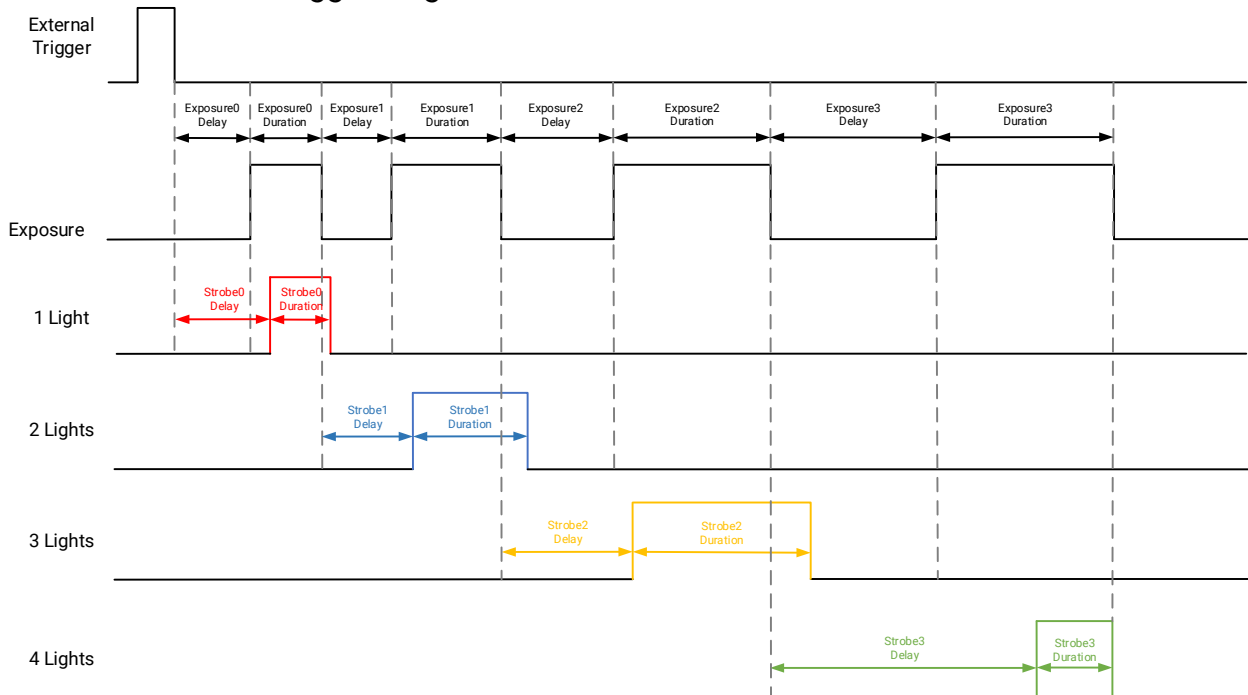 External
Trigger
Exposure0
Delay
Exposure0
Duration
Exposure1
Delay
Exposure1
Duration
Exposure2
Delay
Exposure2
Duration
Exposure3
Delay
Exposure3
Duration
Exposure
1 Light
Strobe0
Delay
Strobe0
Duration
2 Lights
Strobe1
Delay
Strobe1
Duration
3 Lights
Strobe2
Delay
Strobe2
Duration
4 Lights
Strobe3
Delay
Strobe3
Duration